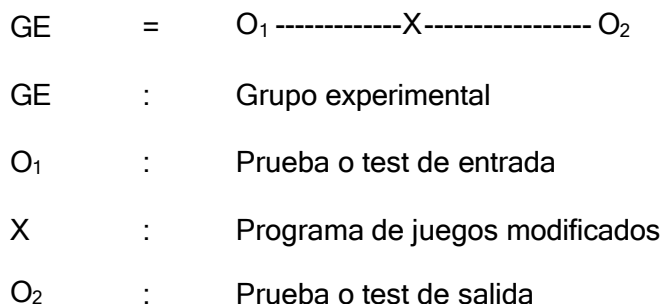 GE = O₁ -------------X----------------- O₂
GE : Grupo experimental
O₁ : Prueba o test de entrada
X : Programa de juegos modificados
O₂ : Prueba o test de salida